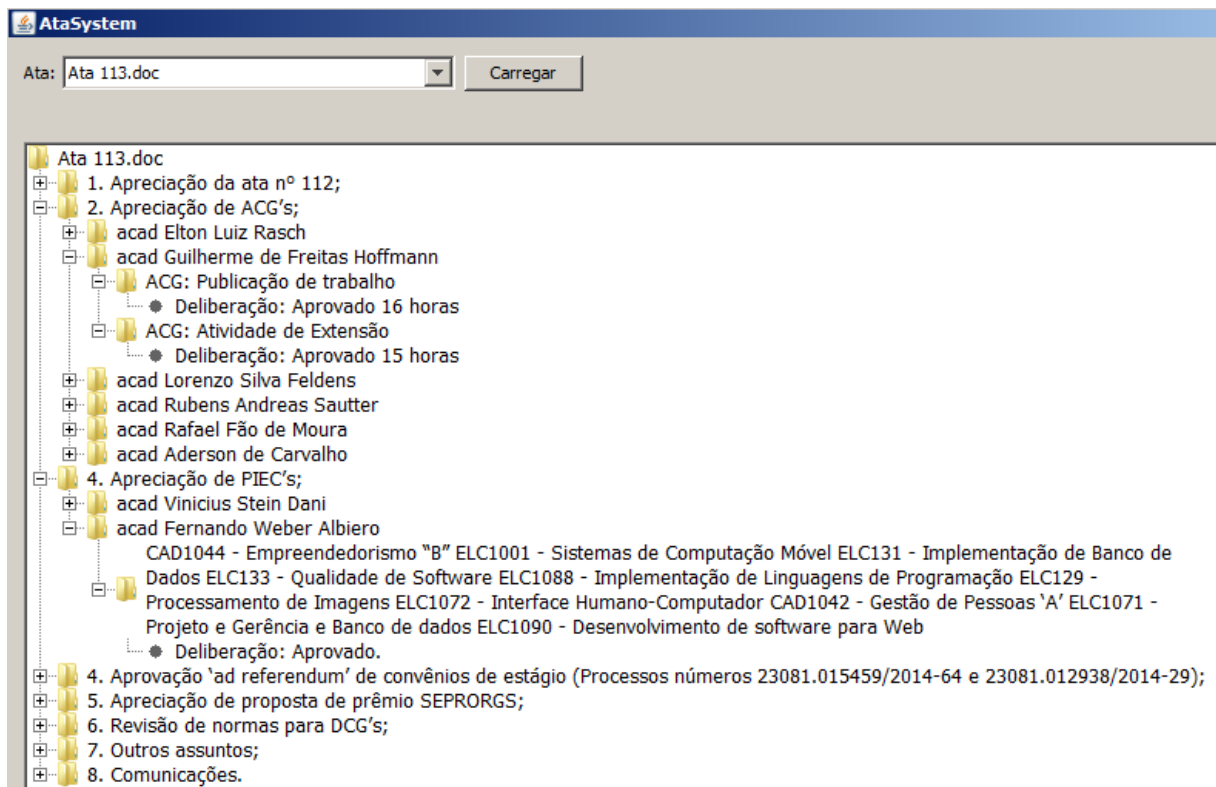 AtaSystem
Ata: Ata 113.doc Carregar
Ata 113.doc
1. Apreciação da ata nº 112;
2. Apreciação de ACG’s;
acad Elton Luiz Rasch
acad Guilherme de Freitas Hoffmann
ACG: Publicação de trabalho
Deliberação: Aprovado 16 horas
ACG: Atividade de Extensão
Deliberação: Aprovado 15 horas
acad Lorenzo Silva Feldens
acad Rubens Andreas Sautter
acad Rafael Fão de Moura
acad Aderson de Carvalho
4. Apreciação de PIEC’s;
acad Vinicius Stein Dani
acad Fernando Weber Albiero
CAD1044 - Empreendedorismo “B” ELC1001 - Sistemas de Computação Móvel ELC131 - Implementação de Banco de
Dados ELC133 - Qualidade de Software ELC1088 - Implementação de Linguagens de Programação ELC129 -
Processamento de Imagens ELC1072 - Interface Humano-Computador CAD1042 - Gestão de Pessoas ‘A’ ELC1071 -
Projeto e Gerência e Banco de dados ELC1090 - Desenvolvimento de software para Web
Deliberação: Aprovado.
4. Aprovação ‘ad referendum’ de convênios de estágio (Processos números 23081.015459/2014-64 e 23081.012938/2014-29);
5. Apreciação de proposta de prêmio SEPRORGS;
6. Revisão de normas para DCG’s;
7. Outros assuntos;
8. Comunicações.